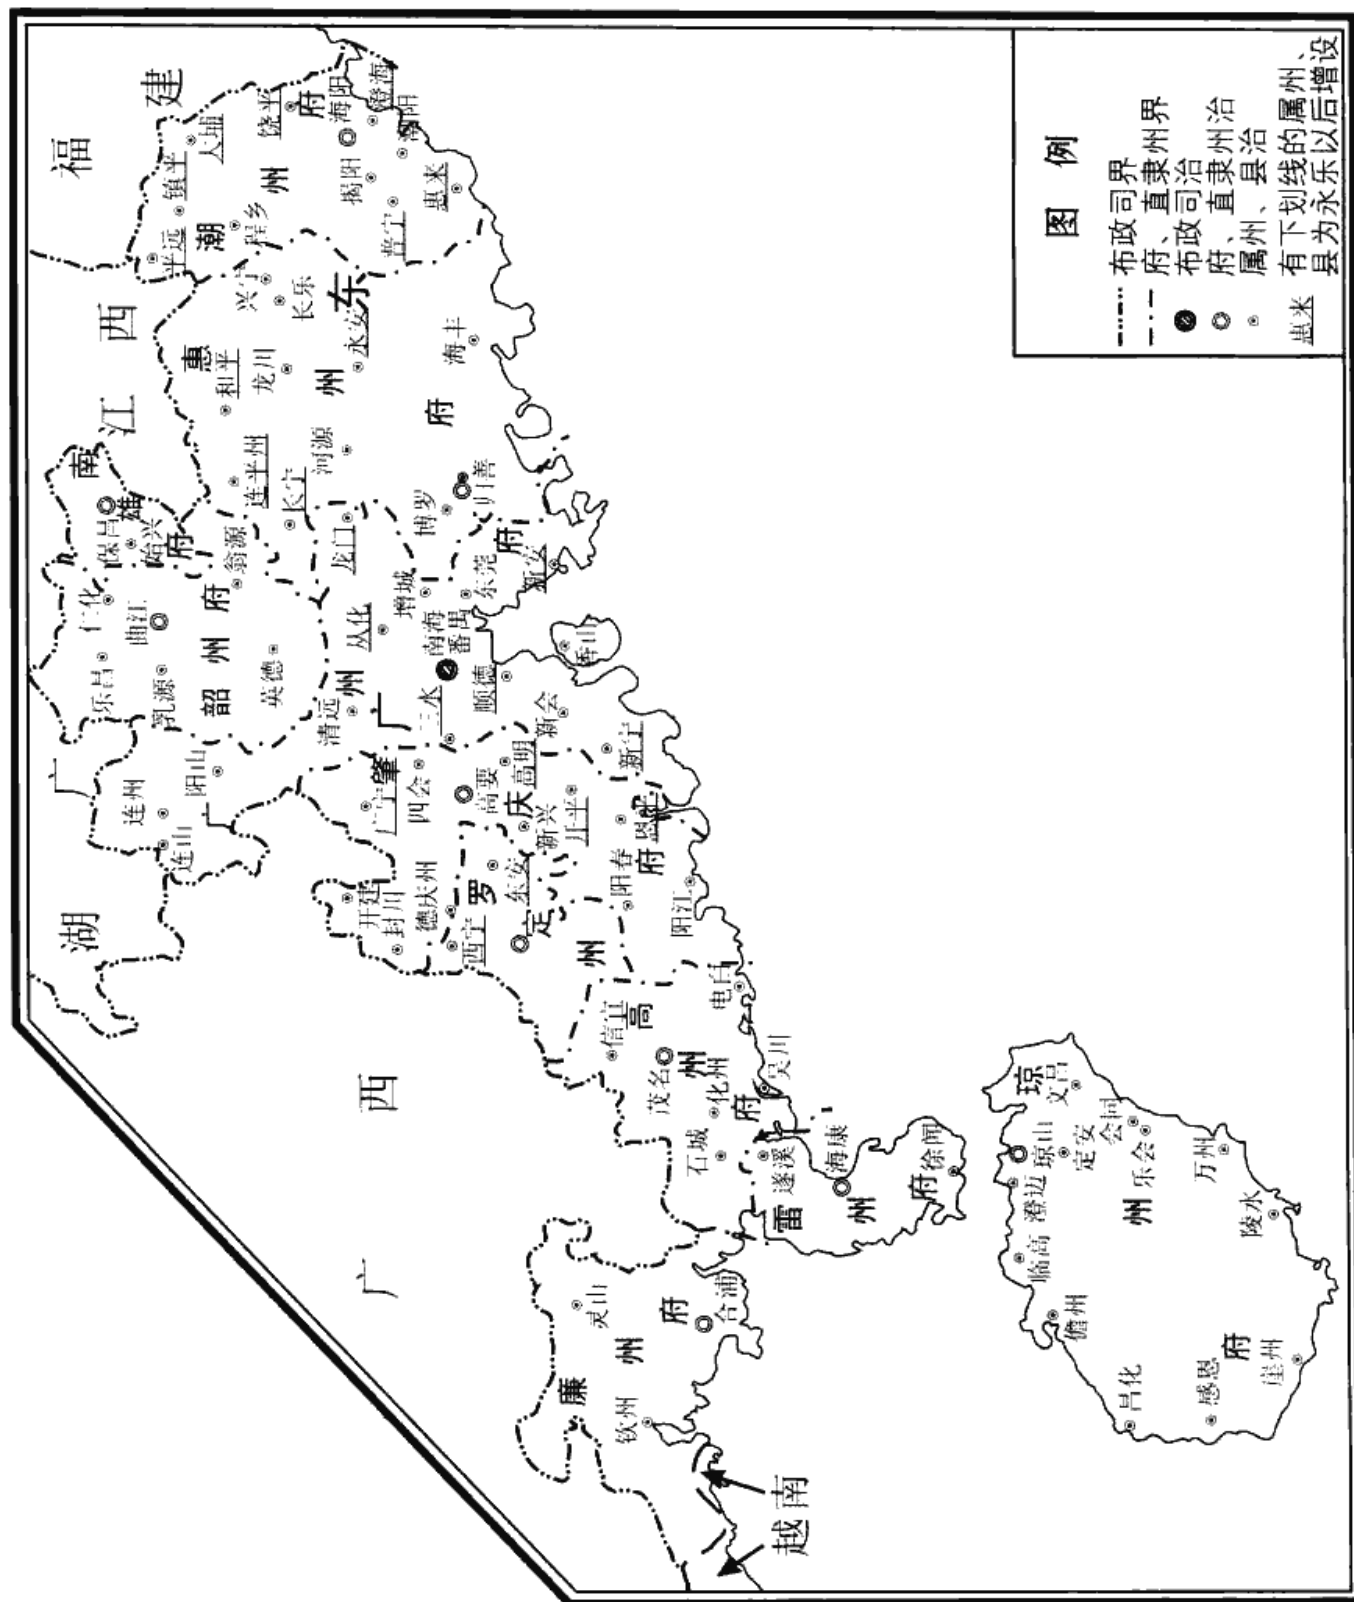 福建
江西
湖广
广西
广东
越南
潮州府
平远
镇平
大埔
饶平
程乡
海阳
澄海
揭阳
潮阳
普宁
惠来
惠州府
兴宁
长乐
永安
和平
龙川
海丰
连平州
河源
长宁
博罗
归善
南雄府
保昌
始兴
韶州府
仁化
曲江
翁源
乐昌
乳源
英德
广州府
龙门
从化
增城
南海
番禺
东莞
新安
香山
顺德
三水
清远
新会
新宁
连州
阳山
连山
肇庆府
广宁
四会
高要
高明
新兴
开平
恩平
阳春
阳江
德庆州
开建
封川
罗定州
东安
西宁
高州府
信宜
茂名
电白
化州
吴川
石城
雷州府
遂溪
海康
徐闻
廉州府
灵山
合浦
钦州
琼州府
琼山
文昌
定安
会同
乐会
澄迈
临高
儋州
万州
陵水
昌化
感恩
崖州
图例
布政司界
府、直隶州界
布政司治
府、直隶州治
属州、县治
惠来 有下划线的属州、
县为永乐以后增设